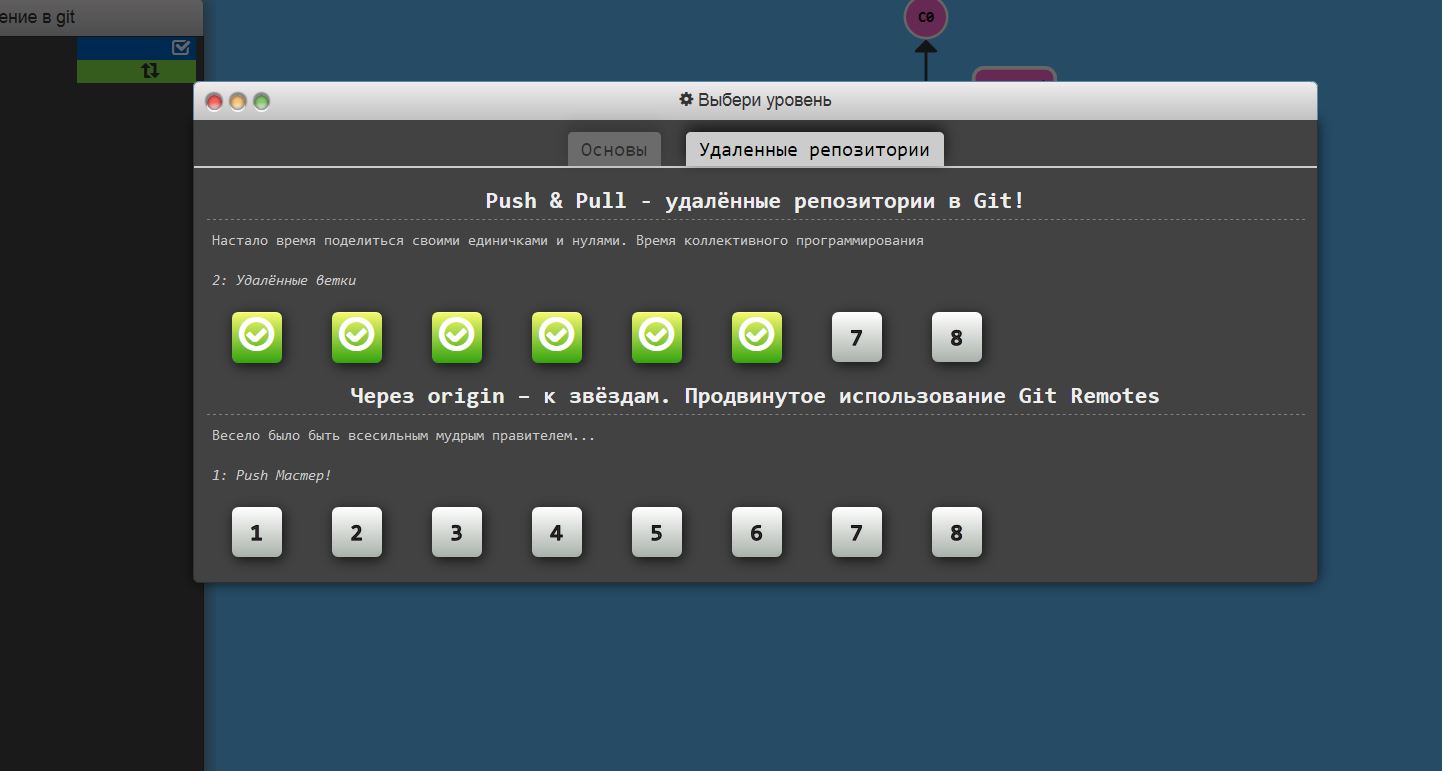 ение в git
C0
Выбери уровень
Основы
Удаленные репозитории
Push & Pull - удалённые репозитории в Git!
Настало время поделиться своими единичками и нулями. Время коллективного программирования
2: Удалённые ветки
7 8
Через origin – к звёздам. Продвинутое использование Git Remotes
Весело было быть всесильным мудрым правителем...
1: Push Мастер!
1 2 3 4 5 6 7 8